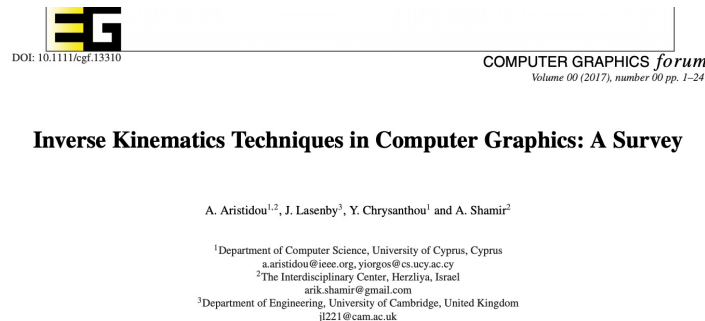 EG
DOI: 10.1111/cgf.13310
COMPUTER GRAPHICS forum
Volume 00 (2017), number 00 pp. 1–24
Inverse Kinematics Techniques in Computer Graphics: A Survey
A. Aristidou1,2, J. Lasenby3, Y. Chrysanthou1 and A. Shamir2
1Department of Computer Science, University of Cyprus, Cyprus
a.aristidou@ieee.org, yiorgos@cs.ucy.ac.cy
2The Interdisciplinary Center, Herzliya, Israel
arik.shamir@gmail.com
3Department of Engineering, University of Cambridge, United Kingdom
jl221@cam.ac.uk